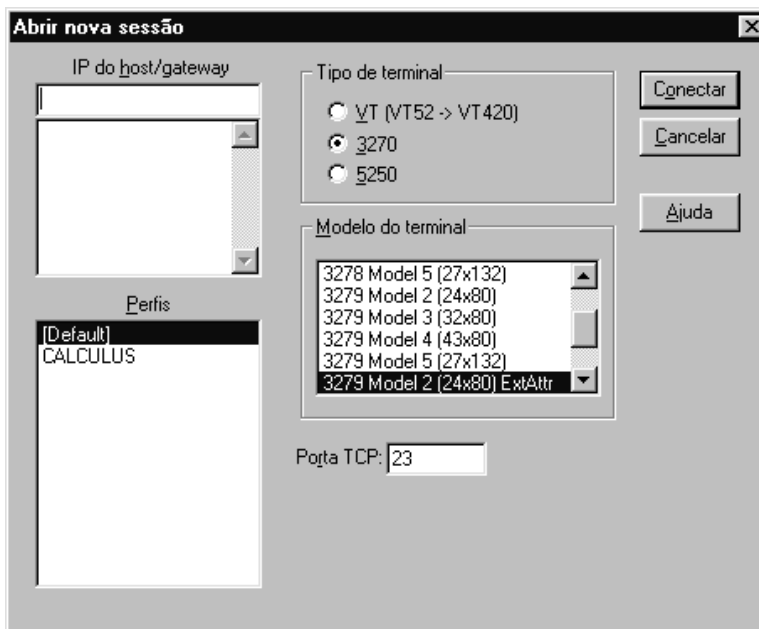 Abrir nova sessão
IP do host/gateway
Perfis
[Default]
CALCULUS
Tipo de terminal
VT (VT52 -> VT420)
3270
5250
Modelo do terminal
3278 Model 5 (27x132)
3279 Model 2 (24x80)
3279 Model 3 (32x80)
3279 Model 4 (43x80)
3279 Model 5 (27x132)
3279 Model 2 (24x80) ExtAttr
Porta TCP: 23
Conectar
Cancelar
Ajuda